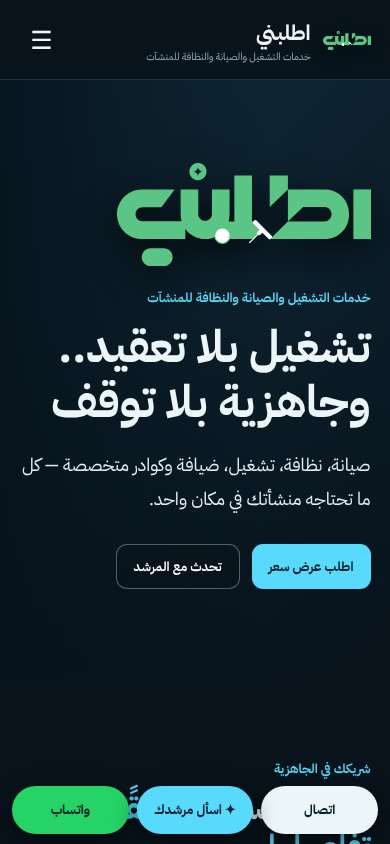 اطلبني
اطلبني
خدمات التشغيل والصيانة والنظافة للمنشآت
اطلبني
خدمات التشغيل والصيانة والنظافة للمنشآت
تشغيل بلا تعقيد..
وجاهزية بلا توقف
صيانة، نظافة، تشغيل، ضيافة وكوادر متخصصة — كل
ما تحتاجه منشأتك في مكان واحد.
اطلب عرض سعر
تحدث مع المرشد
شريكك في الجاهزية
اتصال
✦ اسأل مرشدك
واتساب